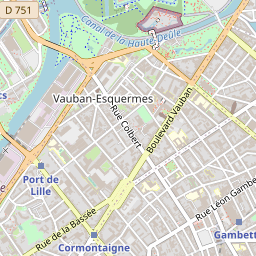 D 751
Canal de la Haute-Deûle
Vauban-Esquermes
Rue Colbert
Boulevard Vauban
Port de
Lille
Rue Léon Gambe
Rue de la Bassée
Gambett
Cormontaigne